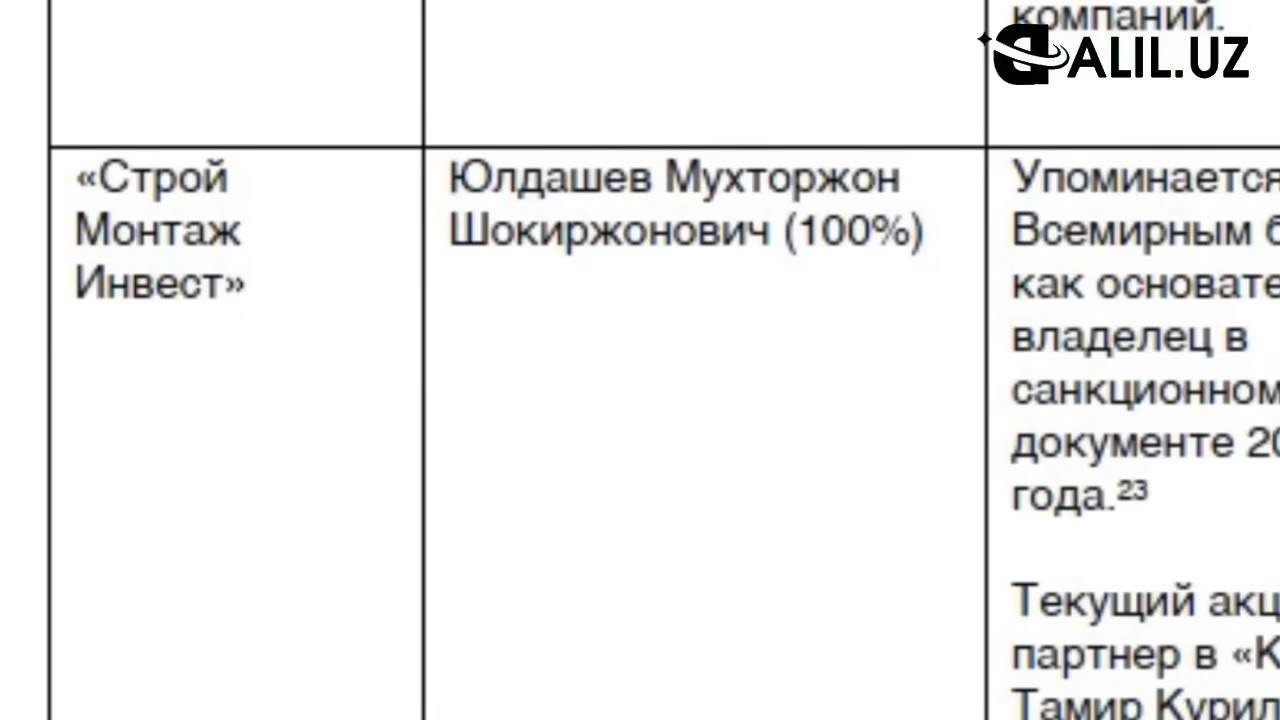 компаний.
DALIL.UZ
«Строй
Монтаж
Инвест»
Юлдашев Мухторжон
Шокиржонович (100%)
Упоминается
Всемирным
как основате
владелец в
санкционном
документе 20
года.²³
Текущий акц
партнер в «К
Тамир Курил